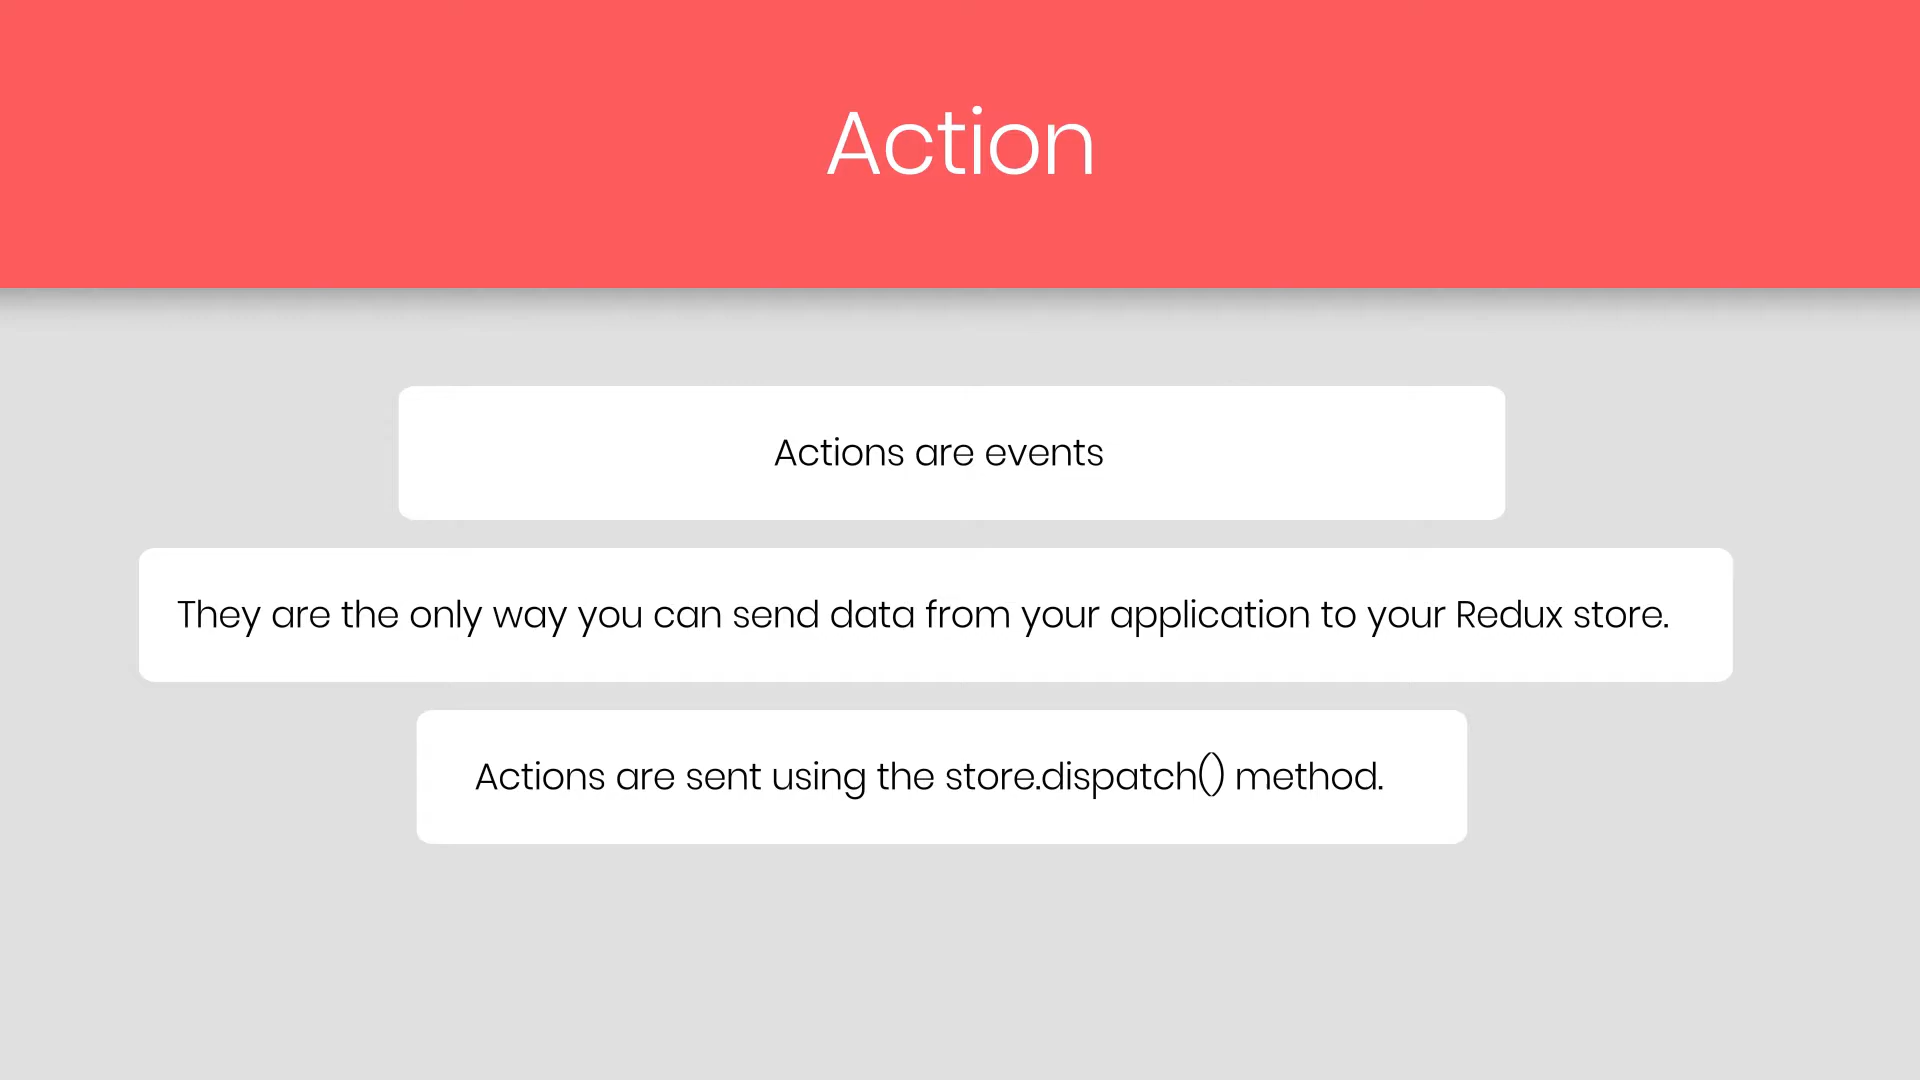 Action
Actions are events
They are the only way you can send data from your application to your Redux store.
Actions are sent using the store.dispatch() method.